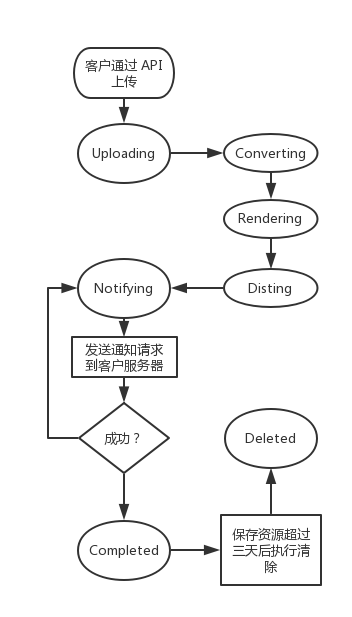 客户通过 API
上传
Uploading
Converting
Rendering
Disting
Notifying
发送通知请求
到客户服务器
成功？
Completed
保存资源超过
三天后执行清
除
Deleted